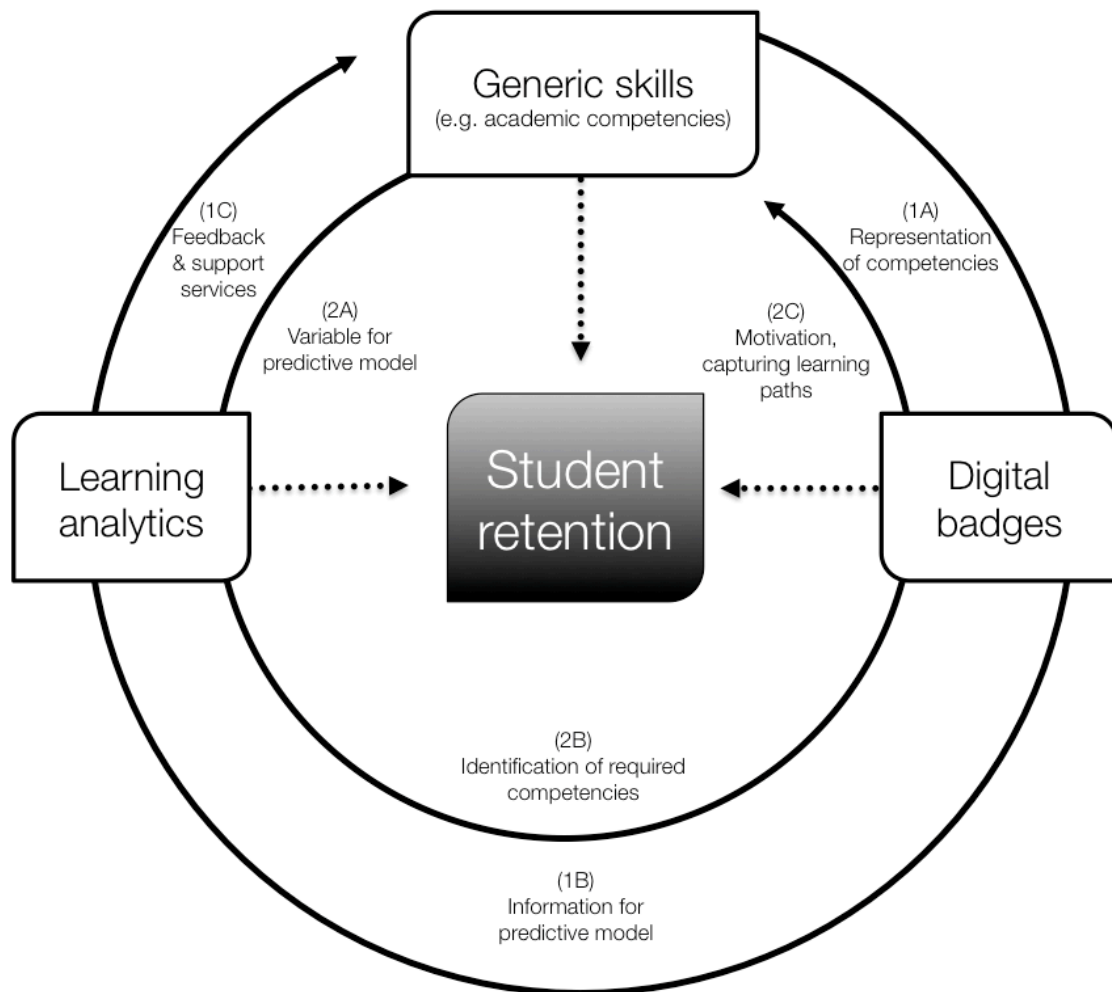 Generic skills
(e.g. academic competencies)
(1C)
Feedback
& support
services
(1A)
Representation
of competencies
(2A)
Variable for
predictive model
(2C)
Motivation,
capturing learning
paths
Learning
analytics
Student
retention
Digital
badges
(2B)
Identification of required
competencies
(1B)
Information for
predictive model